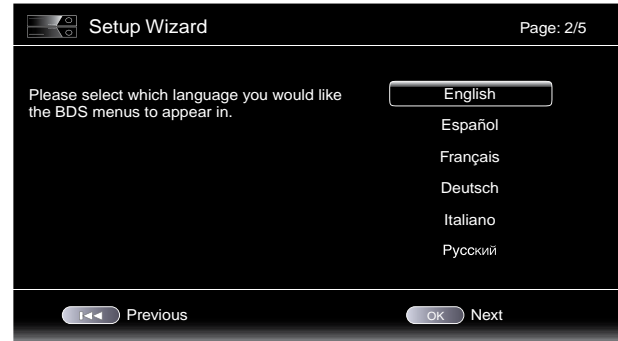 Setup Wizard
Page: 2/5
Please select which language you would like
the BDS menus to appear in.
English
Español
Français
Deutsch
Italiano
Русский
Previous
OK
Next